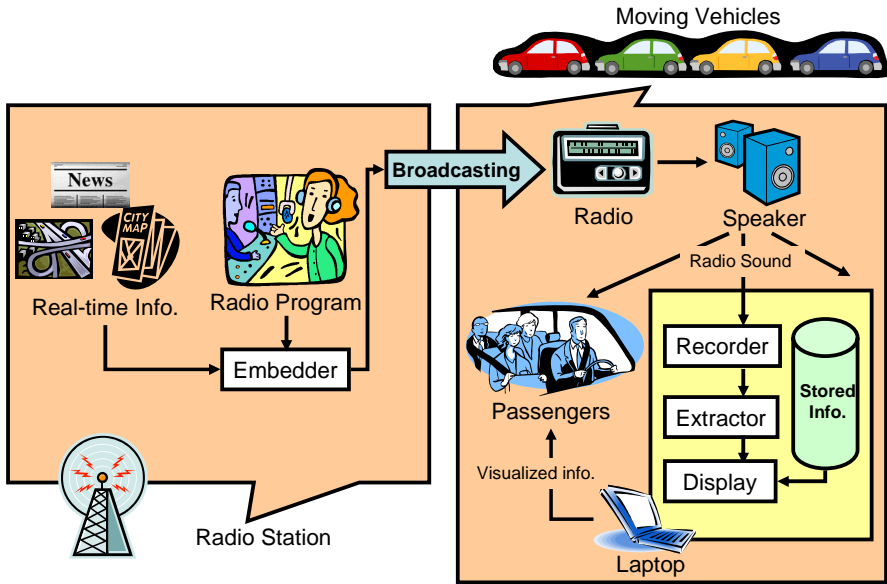 Moving Vehicles
News
CITY
MAP
Real-time Info.
Radio Program
Embedder
Radio Station
Broadcasting
Radio
Speaker
Radio Sound
Passengers
Visualized info.
Recorder
Extractor
Display
Stored
Info.
Laptop